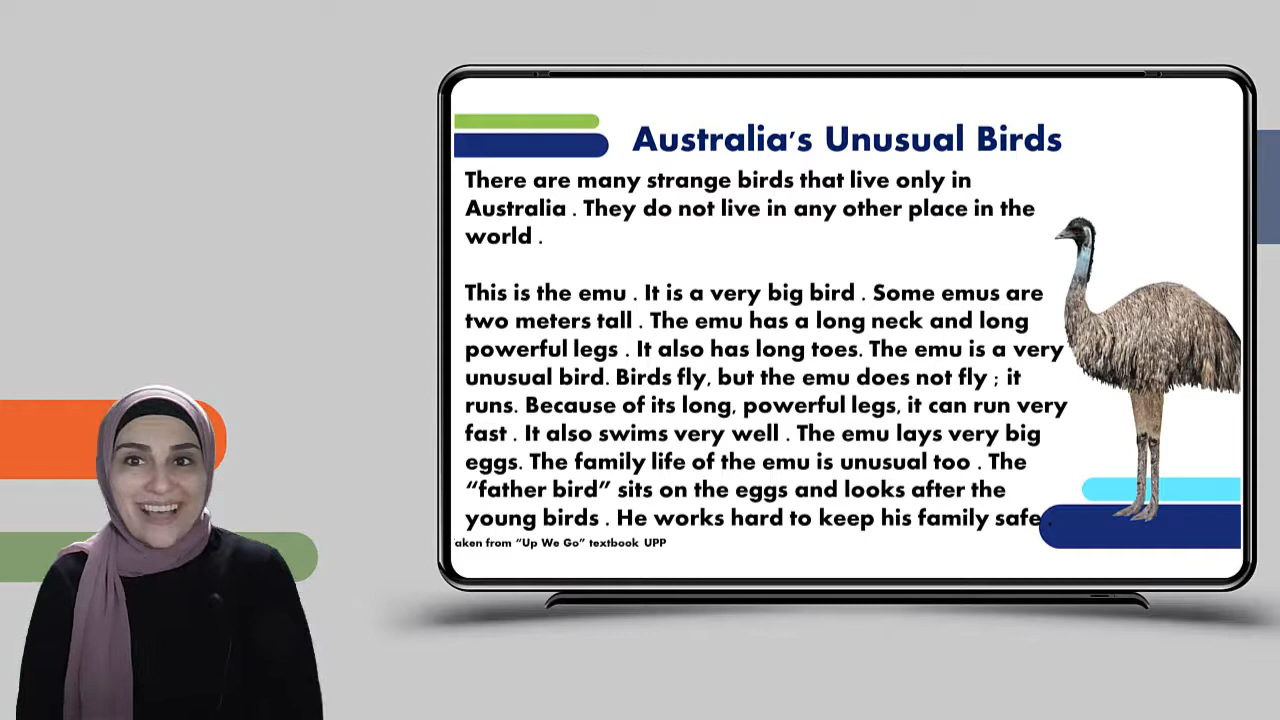 Australia's Unusual Birds
There are many strange birds that live only in
Australia . They do not live in any other place in the
world .
This is the emu . It is a very big bird . Some emus are
two meters tall . The emu has a long neck and long
powerful legs . It also has long toes. The emu is a very
unusual bird. Birds fly, but the emu does not fly ; it
runs. Because of its long, powerful legs, it can run very
fast . It also swims very well . The emu lays very big
eggs. The family life of the emu is unusual too . The
“father bird” sits on the eggs and looks after the
young birds . He works hard to keep his family safe .
aken from “Up We Go” textbook UPP